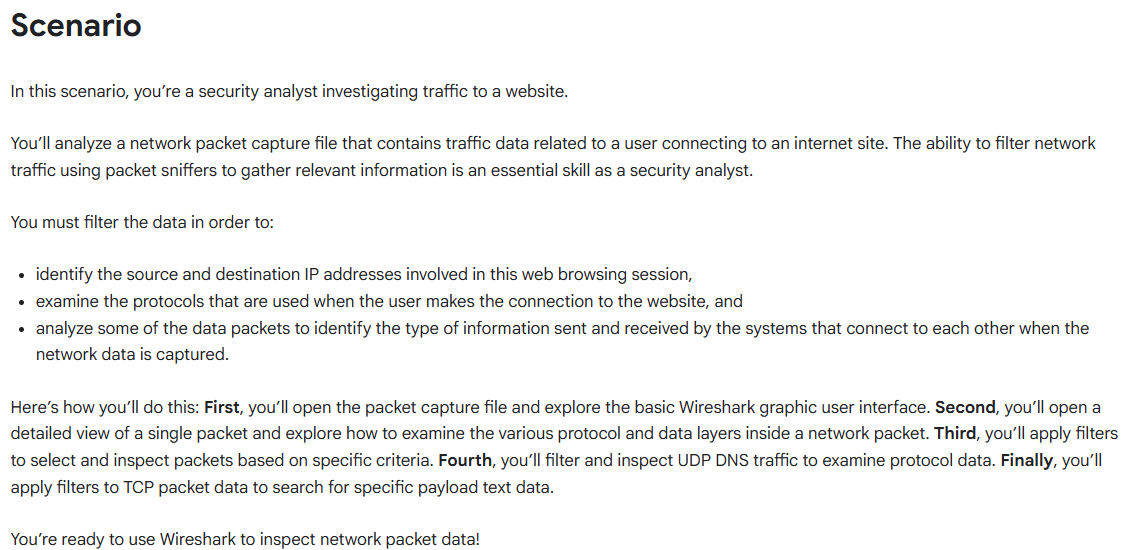 Scenario
In this scenario, you’re a security analyst investigating traffic to a website.
You’ll analyze a network packet capture file that contains traffic data related to a user connecting to an internet site. The ability to filter network
traffic using packet sniffers to gather relevant information is an essential skill as a security analyst.
You must filter the data in order to:
• identify the source and destination IP addresses involved in this web browsing session,
• examine the protocols that are used when the user makes the connection to the website, and
• analyze some of the data packets to identify the type of information sent and received by the systems that connect to each other when the
network data is captured.
Here’s how you’ll do this: First, you’ll open the packet capture file and explore the basic Wireshark graphic user interface. Second, you’ll open a
detailed view of a single packet and explore how to examine the various protocol and data layers inside a network packet. Third, you’ll apply filters
to select and inspect packets based on specific criteria. Fourth, you’ll filter and inspect UDP DNS traffic to examine protocol data. Finally, you’ll
apply filters to TCP packet data to search for specific payload text data.
You’re ready to use Wireshark to inspect network packet data!